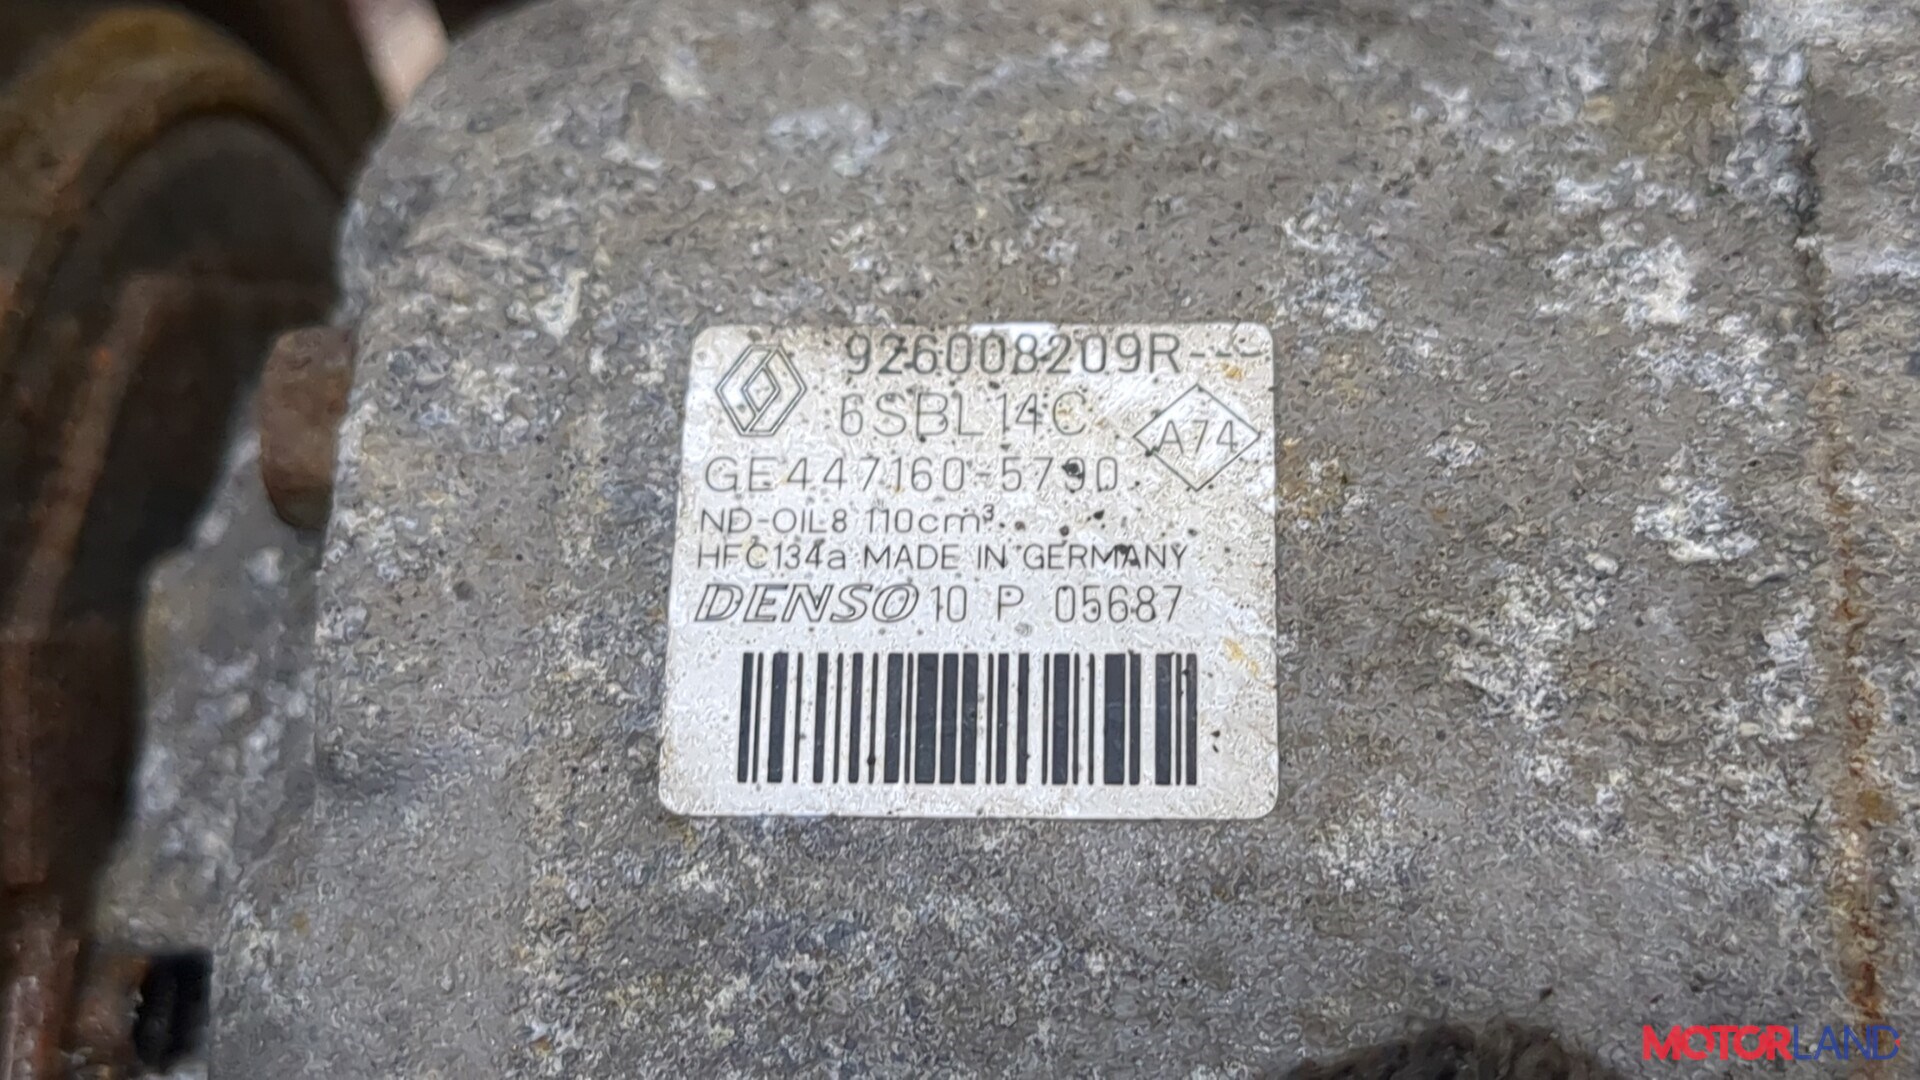 926008209R---
6SBL14C
A74
GE447160-5790
ND-OIL8 110cm³
HFC134a MADE IN GERMANY
DENSO 10 P 05687
MOTORLAND